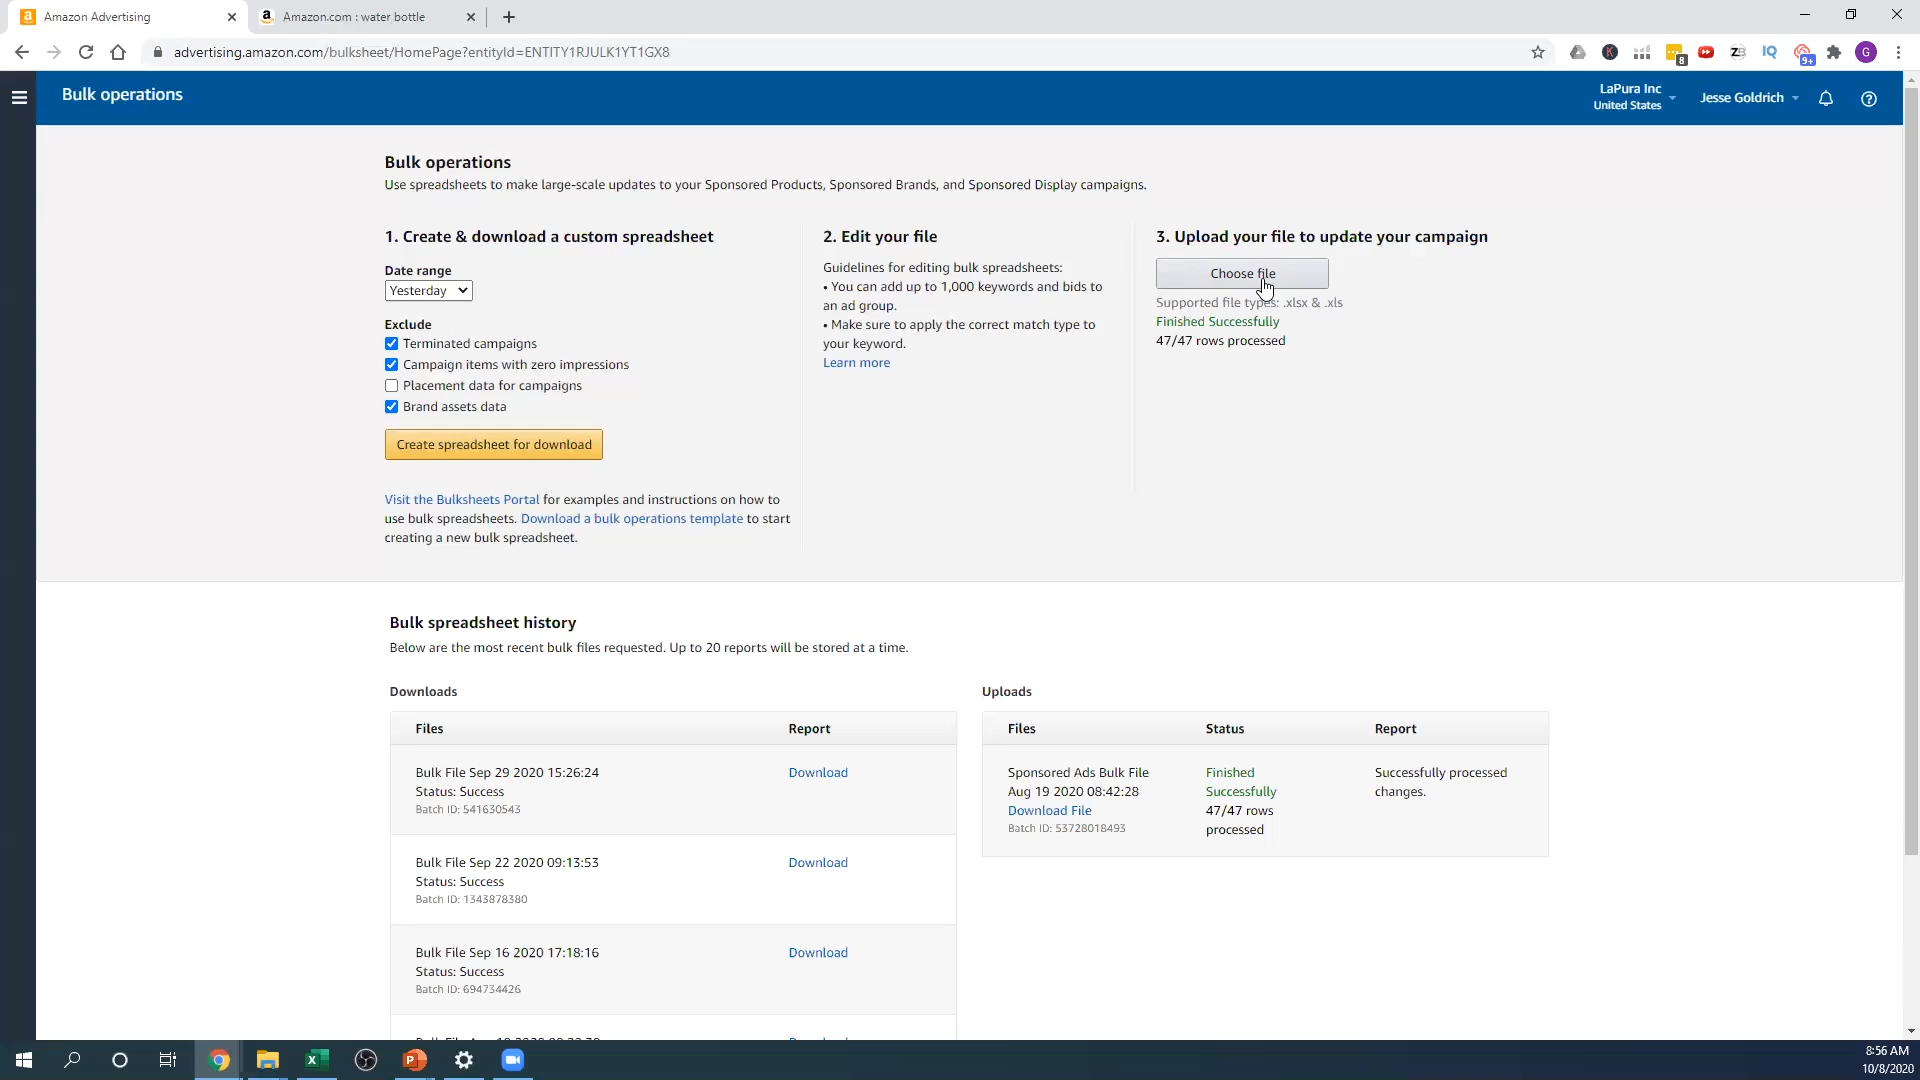 Amazon Advertising
Amazon.com : water bottle
advertising.amazon.com/bulksheet/HomePage?entityId=ENTITY1RJULK1YT1GX8
8
9+
G
Bulk operations
LaPura Inc
United States
Jesse Goldrich
Bulk operations
Use spreadsheets to make large-scale updates to your Sponsored Products, Sponsored Brands, and Sponsored Display campaigns.
1. Create & download a custom spreadsheet
Date range
Yesterday
Exclude
Terminated campaigns
Campaign items with zero impressions
Placement data for campaigns
Brand assets data
Create spreadsheet for download
Visit the Bulksheets Portal for examples and instructions on how to
use bulk spreadsheets. Download a bulk operations template to start
creating a new bulk spreadsheet.
2. Edit your file
Guidelines for editing bulk spreadsheets:
• You can add up to 1,000 keywords and bids to
an ad group.
• Make sure to apply the correct match type to
your keyword.
Learn more
3. Upload your file to update your campaign
Choose file
Supported file types: .xlsx & .xls
Finished Successfully
47/47 rows processed
Bulk spreadsheet history
Below are the most recent bulk files requested. Up to 20 reports will be stored at a time.
Downloads
Files Report
Bulk File Sep 29 2020 15:26:24 Download
Status: Success
Batch ID: 541630543
Bulk File Sep 22 2020 09:13:53 Download
Status: Success
Batch ID: 1343878380
Bulk File Sep 16 2020 17:18:16 Download
Status: Success
Batch ID: 694734426
Uploads
Files Status Report
Sponsored Ads Bulk File Finished Successfully processed
Aug 19 2020 08:42:28 Successfully changes.
Download File 47/47 rows
Batch ID: 53728018493 processed
8:56 AM
10/8/2020